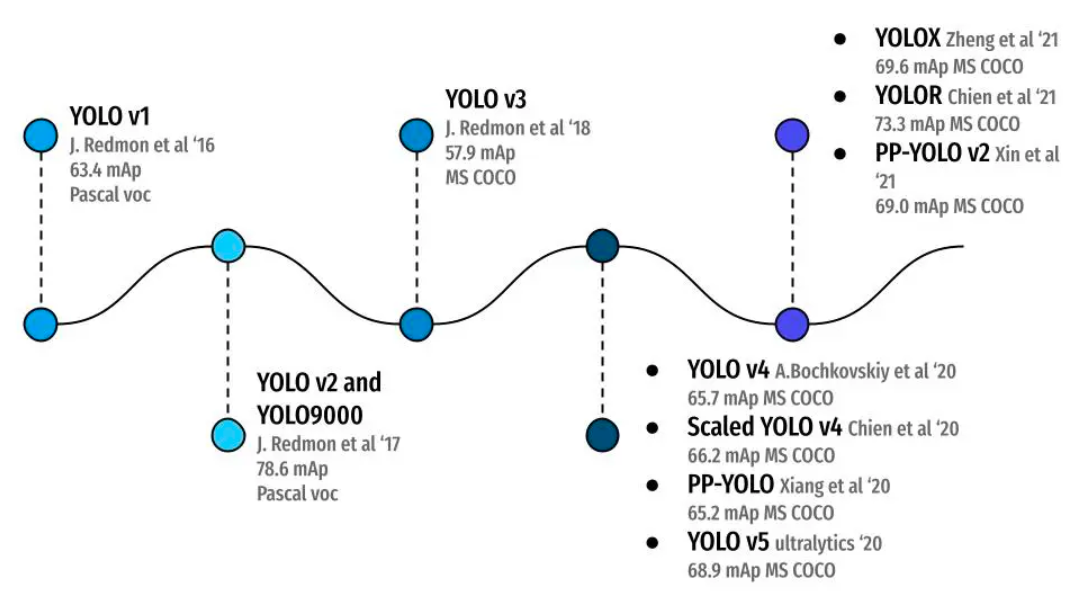 YOLO v1
J. Redmon et al ‘16
63.4 mAp
Pascal voc
YOLO v2 and
YOLO9000
J. Redmon et al ‘17
78.6 mAp
Pascal voc
YOLO v3
J. Redmon et al ‘18
57.9 mAp
MS COCO
YOLO v4 A.Bochkovskiy et al ‘20
65.7 mAp MS COCO
Scaled YOLO v4 Chien et al ‘20
66.2 mAp MS COCO
PP-YOLO Xiang et al ‘20
65.2 mAp MS COCO
YOLO v5 ultralytics ‘20
68.9 mAp MS COCO
YOLOX Zheng et al ‘21
69.6 mAp MS COCO
YOLOR Chien et al ‘21
73.3 mAp MS COCO
PP-YOLO v2 Xin et al
‘21
69.0 mAp MS COCO